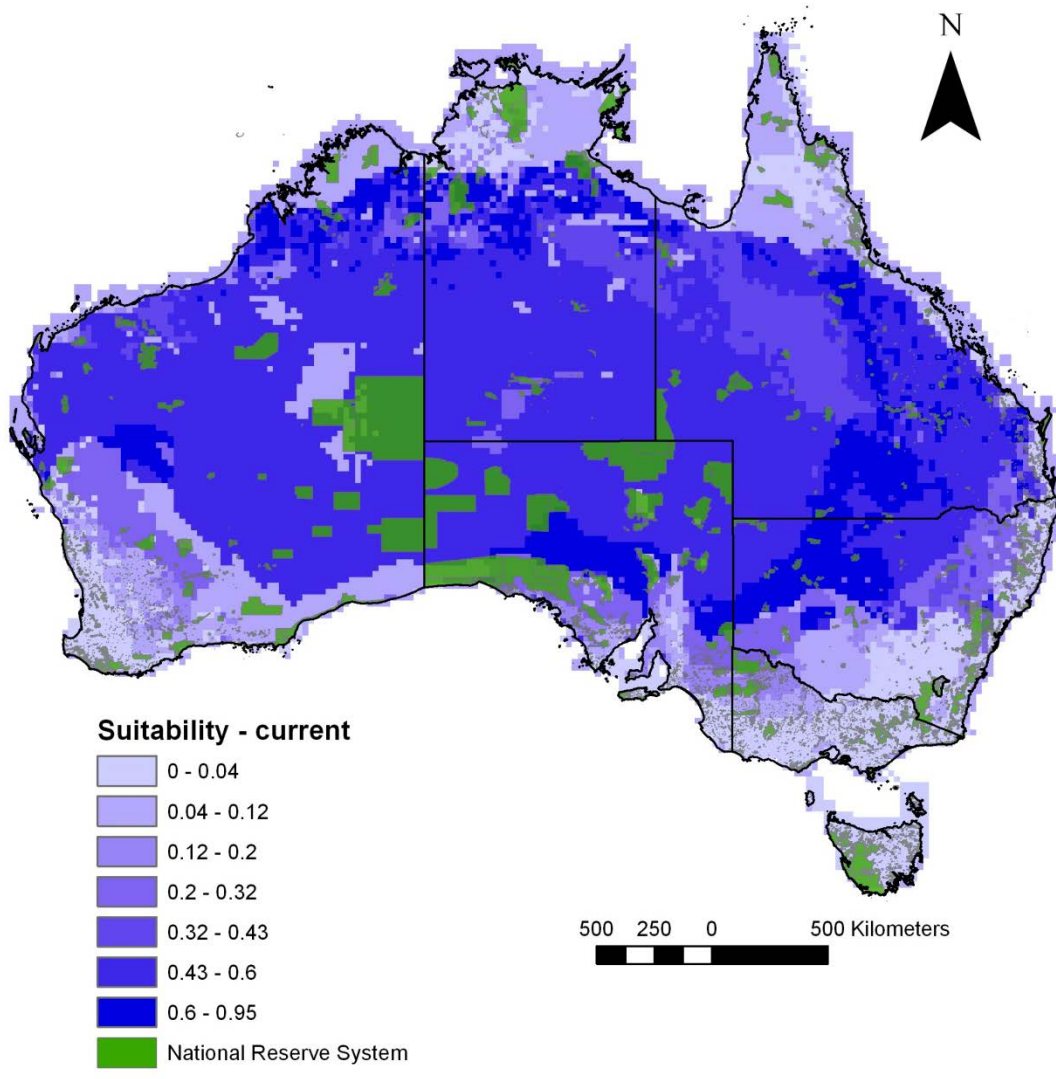 N
Suitability - current
0 - 0.04
0.04 - 0.12
0.12 - 0.2
0.2 - 0.32
0.32 - 0.43
0.43 - 0.6
0.6 - 0.95
National Reserve System
500 250 0 500 Kilometers